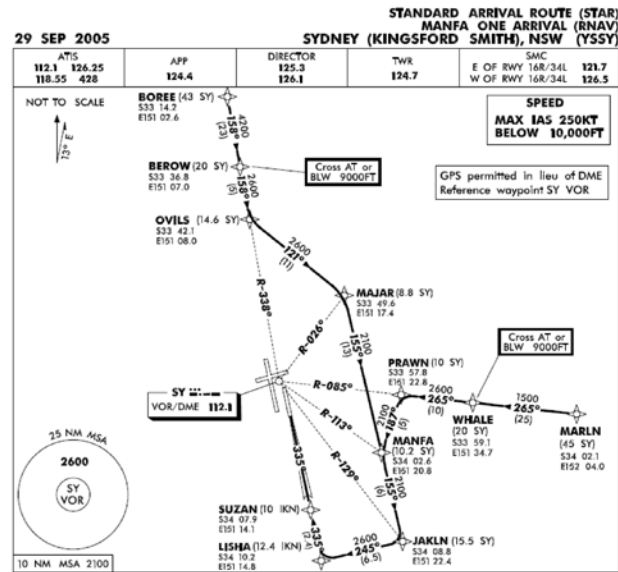 STANDARD ARRIVAL ROUTE (STAR)
MANFA ONE ARRIVAL (RNAV)
29 SEP 2005
SYDNEY (KINGSFORD SMITH), NSW (YSSY)
ATIS
112.1 126.25
118.55 428
APP
124.4
DIRECTOR
125.3
126.1
TWR
124.7
SMC
E OF RWY 16R/34L 121.7
W OF RWY 16R/34L 126.5
NOT TO SCALE
13° E
SPEED
MAX IAS 250KT
BELOW 10,000FT
GPS permitted in lieu of DME
Reference waypoint SY VOR
BOREE (43 SY)
S33 14.2
E151 02.6
4200
158°
(23)
BEROW (20 SY)
S33 36.8
E151 07.0
Cross AT or
BLW 9000FT
2600
158°
(5)
OVILS (14.6 SY)
S33 42.1
E151 08.0
2600
121°
(11)
R-338°
MAJAR (8.8 SY)
S33 49.6
E151 17.4
R-026°
2100
155°
(13)
Cross AT or
BLW 9000FT
PRAWN (10 SY)
S33 57.8
E151 22.8
R-085°
2600
265°
(10)
1500
265°
(25)
WHALE
(20 SY)
S33 59.1
E151 34.7
MARLN
(45 SY)
S34 02.1
E152 04.0
SY
VOR/DME 112.1
R-113°
2100
187°
(5)
MANFA
(10.2 SY)
S34 02.6
E151 20.8
R-129°
2100
155°
(6)
25 NM MSA
2600
SY
VOR
10 NM MSA 2100
335°
SUZAN (10 IKN)
S34 07.9
E151 14.1
335°
(2.4)
LISHA (12.4 IKN)
S34 10.2
E151 14.8
2600
245°
(6.5)
JAKLN (15.5 SY)
S34 08.8
E151 22.4